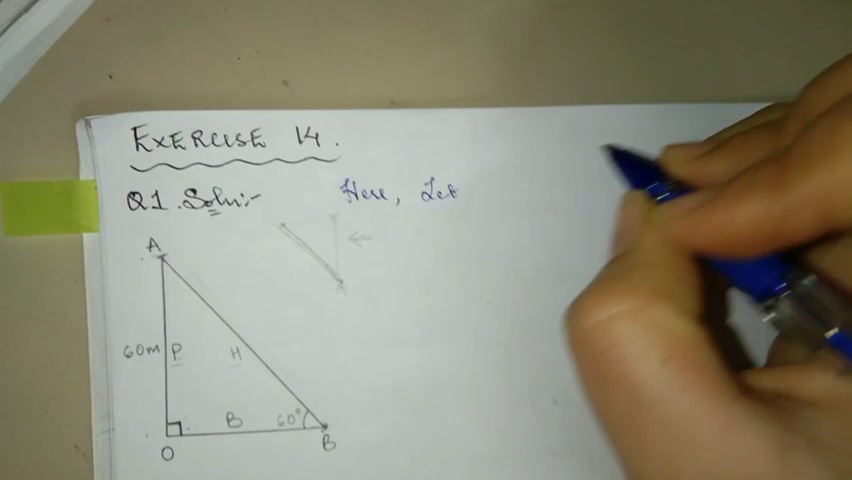 EXERCISE 14.
Q1. Soln:- Here, Let
A
60M P H
B 60°
O B